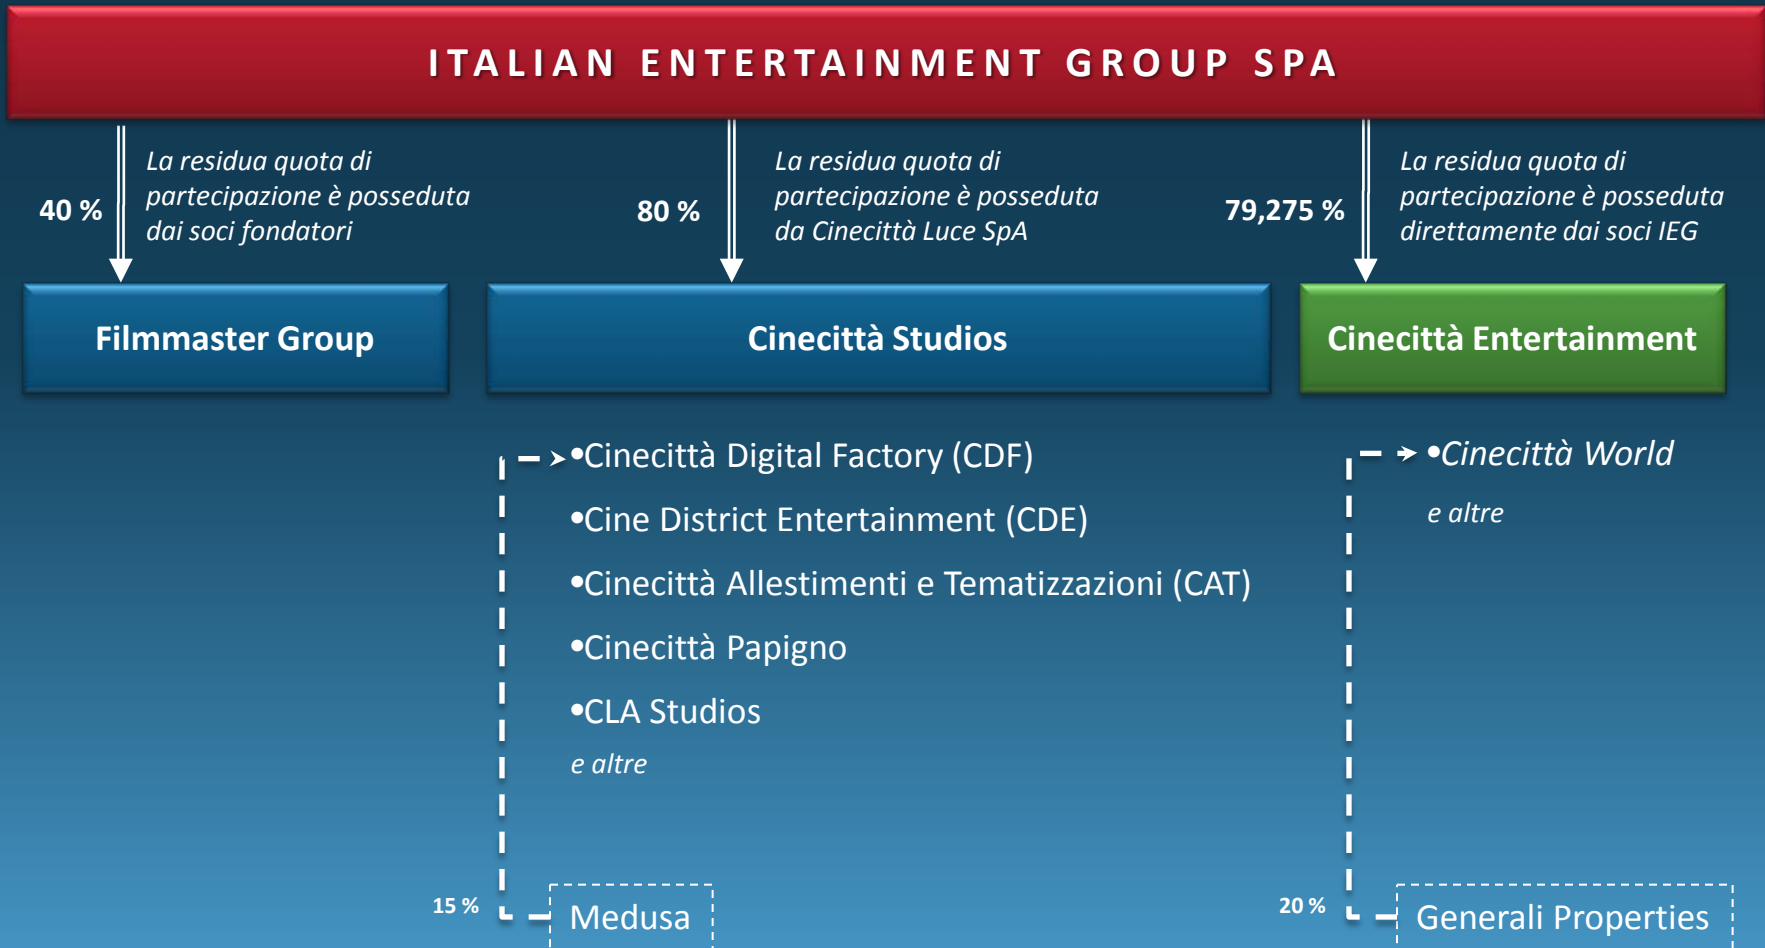 ITALIAN ENTERTAINMENT GROUP SPA
40 %
La residua quota di
partecipazione è posseduta
dai soci fondatori
80 %
La residua quota di
partecipazione è posseduta
da Cinecittà Luce SpA
79,275 %
La residua quota di
partecipazione è posseduta
direttamente dai soci IEG
Filmmaster Group
Cinecittà Studios
Cinecittà Entertainment
•Cinecittà Digital Factory (CDF)
•Cine District Entertainment (CDE)
•Cinecittà Allestimenti e Tematizzazioni (CAT)
•Cinecittà Papigno
•CLA Studios
e altre
•Cinecittà World
e altre
15 %
Medusa
20 %
Generali Properties